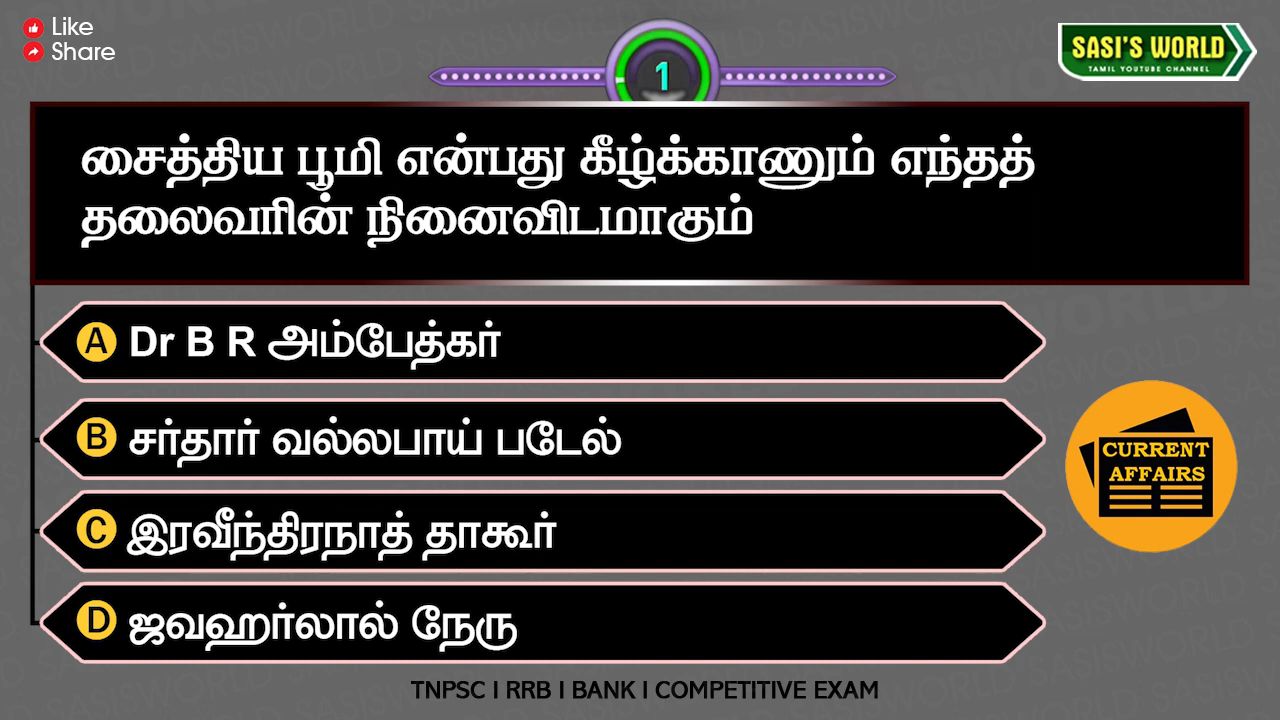 Like
Share
1
SASI'S WORLD
TAMIL YOUTUBE CHANNEL
சைத்திய பூமி என்பது கீழ்க்காணும் எந்தத்
தலைவரின் நினைவிடமாகும்
A Dr B R அம்பேத்கர்
B சர்தார் வல்லபாய் படேல்
C இரவீந்திரநாத் தாகூர்
D ஜவஹர்லால் நேரு
CURRENT
AFFAIRS
TNPSC I RRB I BANK I COMPETITIVE EXAM